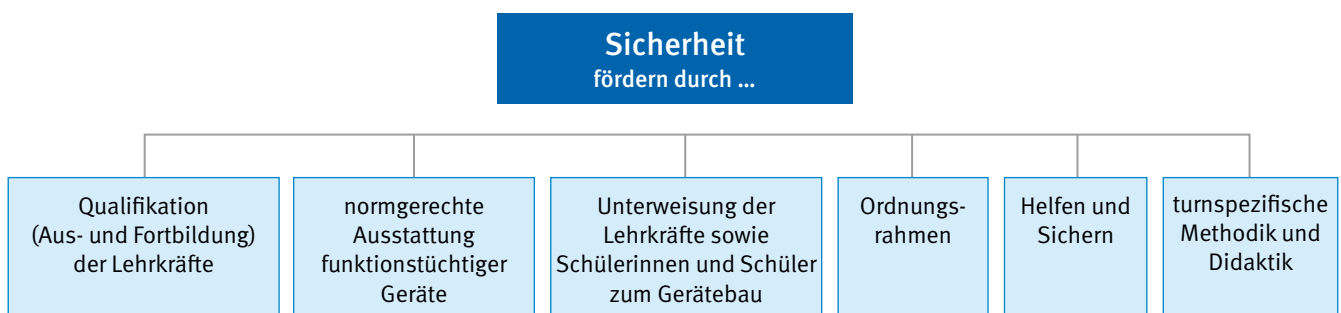 Sicherheit
fördern durch ...
Qualifikation
(Aus- und Fortbildung)
der Lehrkräfte
normgerechte
Ausstattung
funktionstüchtiger
Geräte
Unterweisung der
Lehrkräfte sowie
Schülerinnen und Schüler
zum Gerätebau
Ordnungs-
rahmen
Helfen und
Sichern
turnspezifische
Methodik und
Didaktik